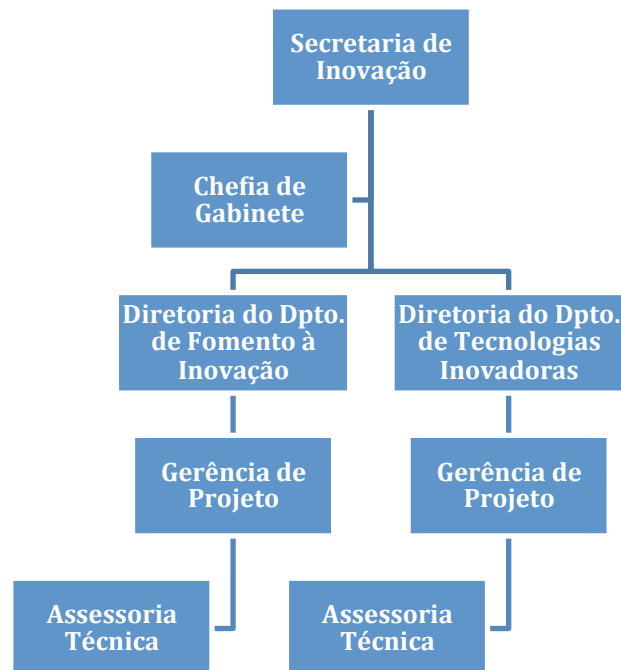 Secretaria de
Inovação
Chefia de
Gabinete
Diretoria do Dpto.
de Fomento à
Inovação
Diretoria do Dpto.
de Tecnologias
Inovadoras
Gerência de
Projeto
Gerência de
Projeto
Assessoria
Técnica
Assessoria
Técnica